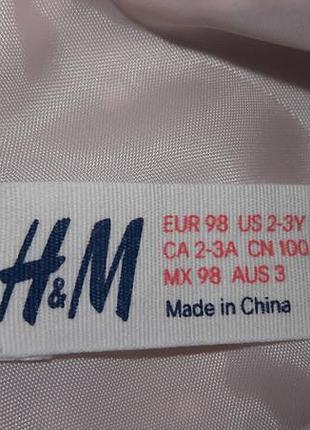 H&M
EUR 98 US 2-3Y
CA 2-3A CN 100
MX 98 AUS 3
Made in China